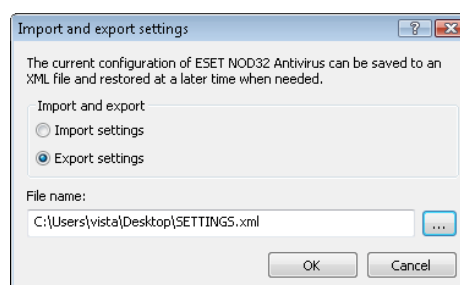 Import and export settings
The current configuration of ESET NOD32 Antivirus can be saved to an
XML file and restored at a later time when needed.
Import and export
Import settings
Export settings
File name:
C:\Users\vista\Desktop\SETTINGS.xml
...
OK Cancel